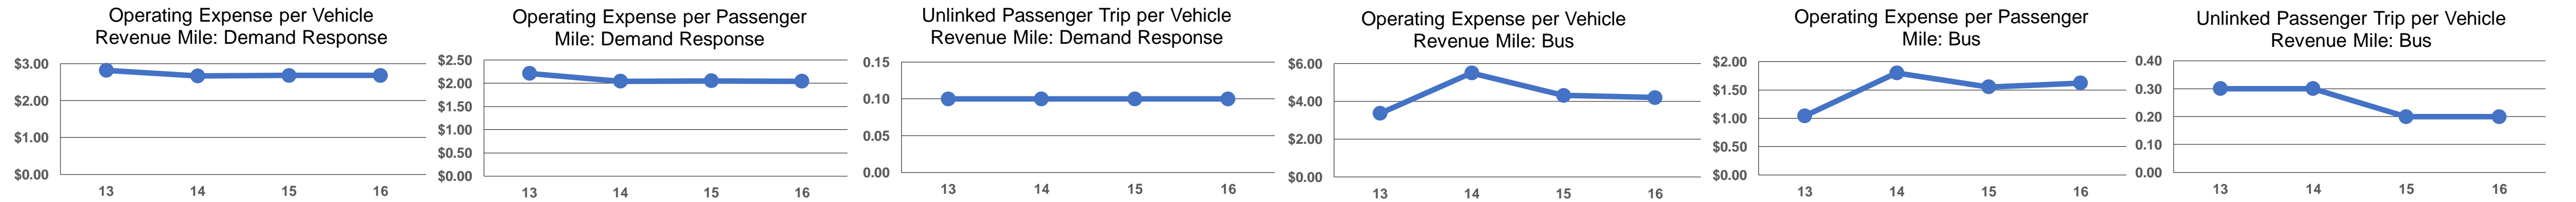 Operating Expense per Vehicle
Revenue Mile: Demand Response
$3.00
$2.00
$1.00
$0.00
13 14 15 16
Operating Expense per Passenger
Mile: Demand Response
$2.50
$2.00
$1.50
$1.00
$0.50
$0.00
13 14 15 16
Unlinked Passenger Trip per Vehicle
Revenue Mile: Demand Response
0.15
0.10
0.05
0.00
13 14 15 16
Operating Expense per Vehicle
Revenue Mile: Bus
$6.00
$4.00
$2.00
$0.00
13 14 15 16
Operating Expense per Passenger
Mile: Bus
$2.00
$1.50
$1.00
$0.50
$0.00
13 14 15 16
Unlinked Passenger Trip per Vehicle
Revenue Mile: Bus
0.40
0.30
0.20
0.10
0.00
13 14 15 16